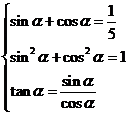 sin α + cos α = 1/5
sin² α + cos² α = 1
tan α = sin α / cos α